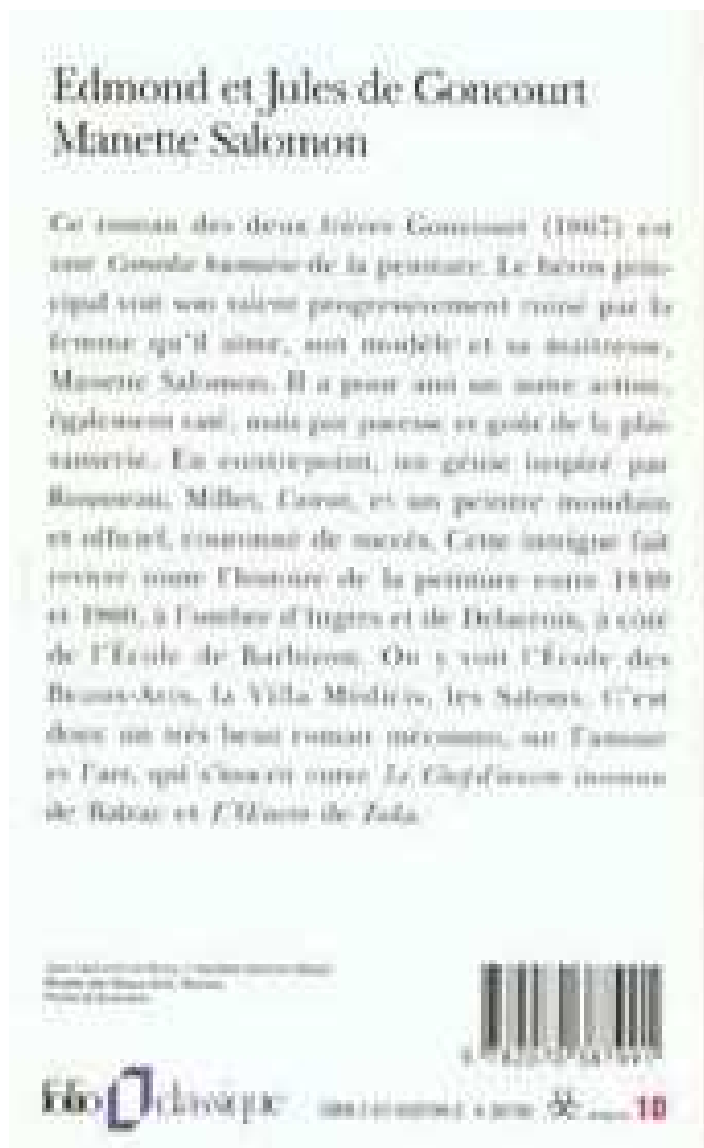 Edmond et Jules de Goncourt
Manette Salomon
Ce roman des deux frères Goncourt (1867) est
une Comédie humaine de la peinture. Le héros prin-
cipal voit son talent progressivement ruiné par la
femme qu'il aime, son modèle et sa maîtresse,
Manette Salomon. Il a pour ami un autre artiste,
également raté, mais par paresse et goût de la plai-
santerie. En contrepoint, un génie inspiré par
Rousseau, Millet, Corot, et un peintre mondain
et officiel, couronné de succès. Cette intrigue fait
revivre toute l'histoire de la peinture entre 1840
et 1860, à l'ombre d'Ingres et de Delacroix, à côté
de l'École de Barbizon. On y voit l'École des
Beaux-Arts, la Villa Médicis, les Salons. C'est
donc un très beau roman méconnu, sur l'amour
et l'art, qui s'inscrit entre Le Chef-d'œuvre inconnu
de Balzac et L'Œuvre de Zola.
folio classique 10